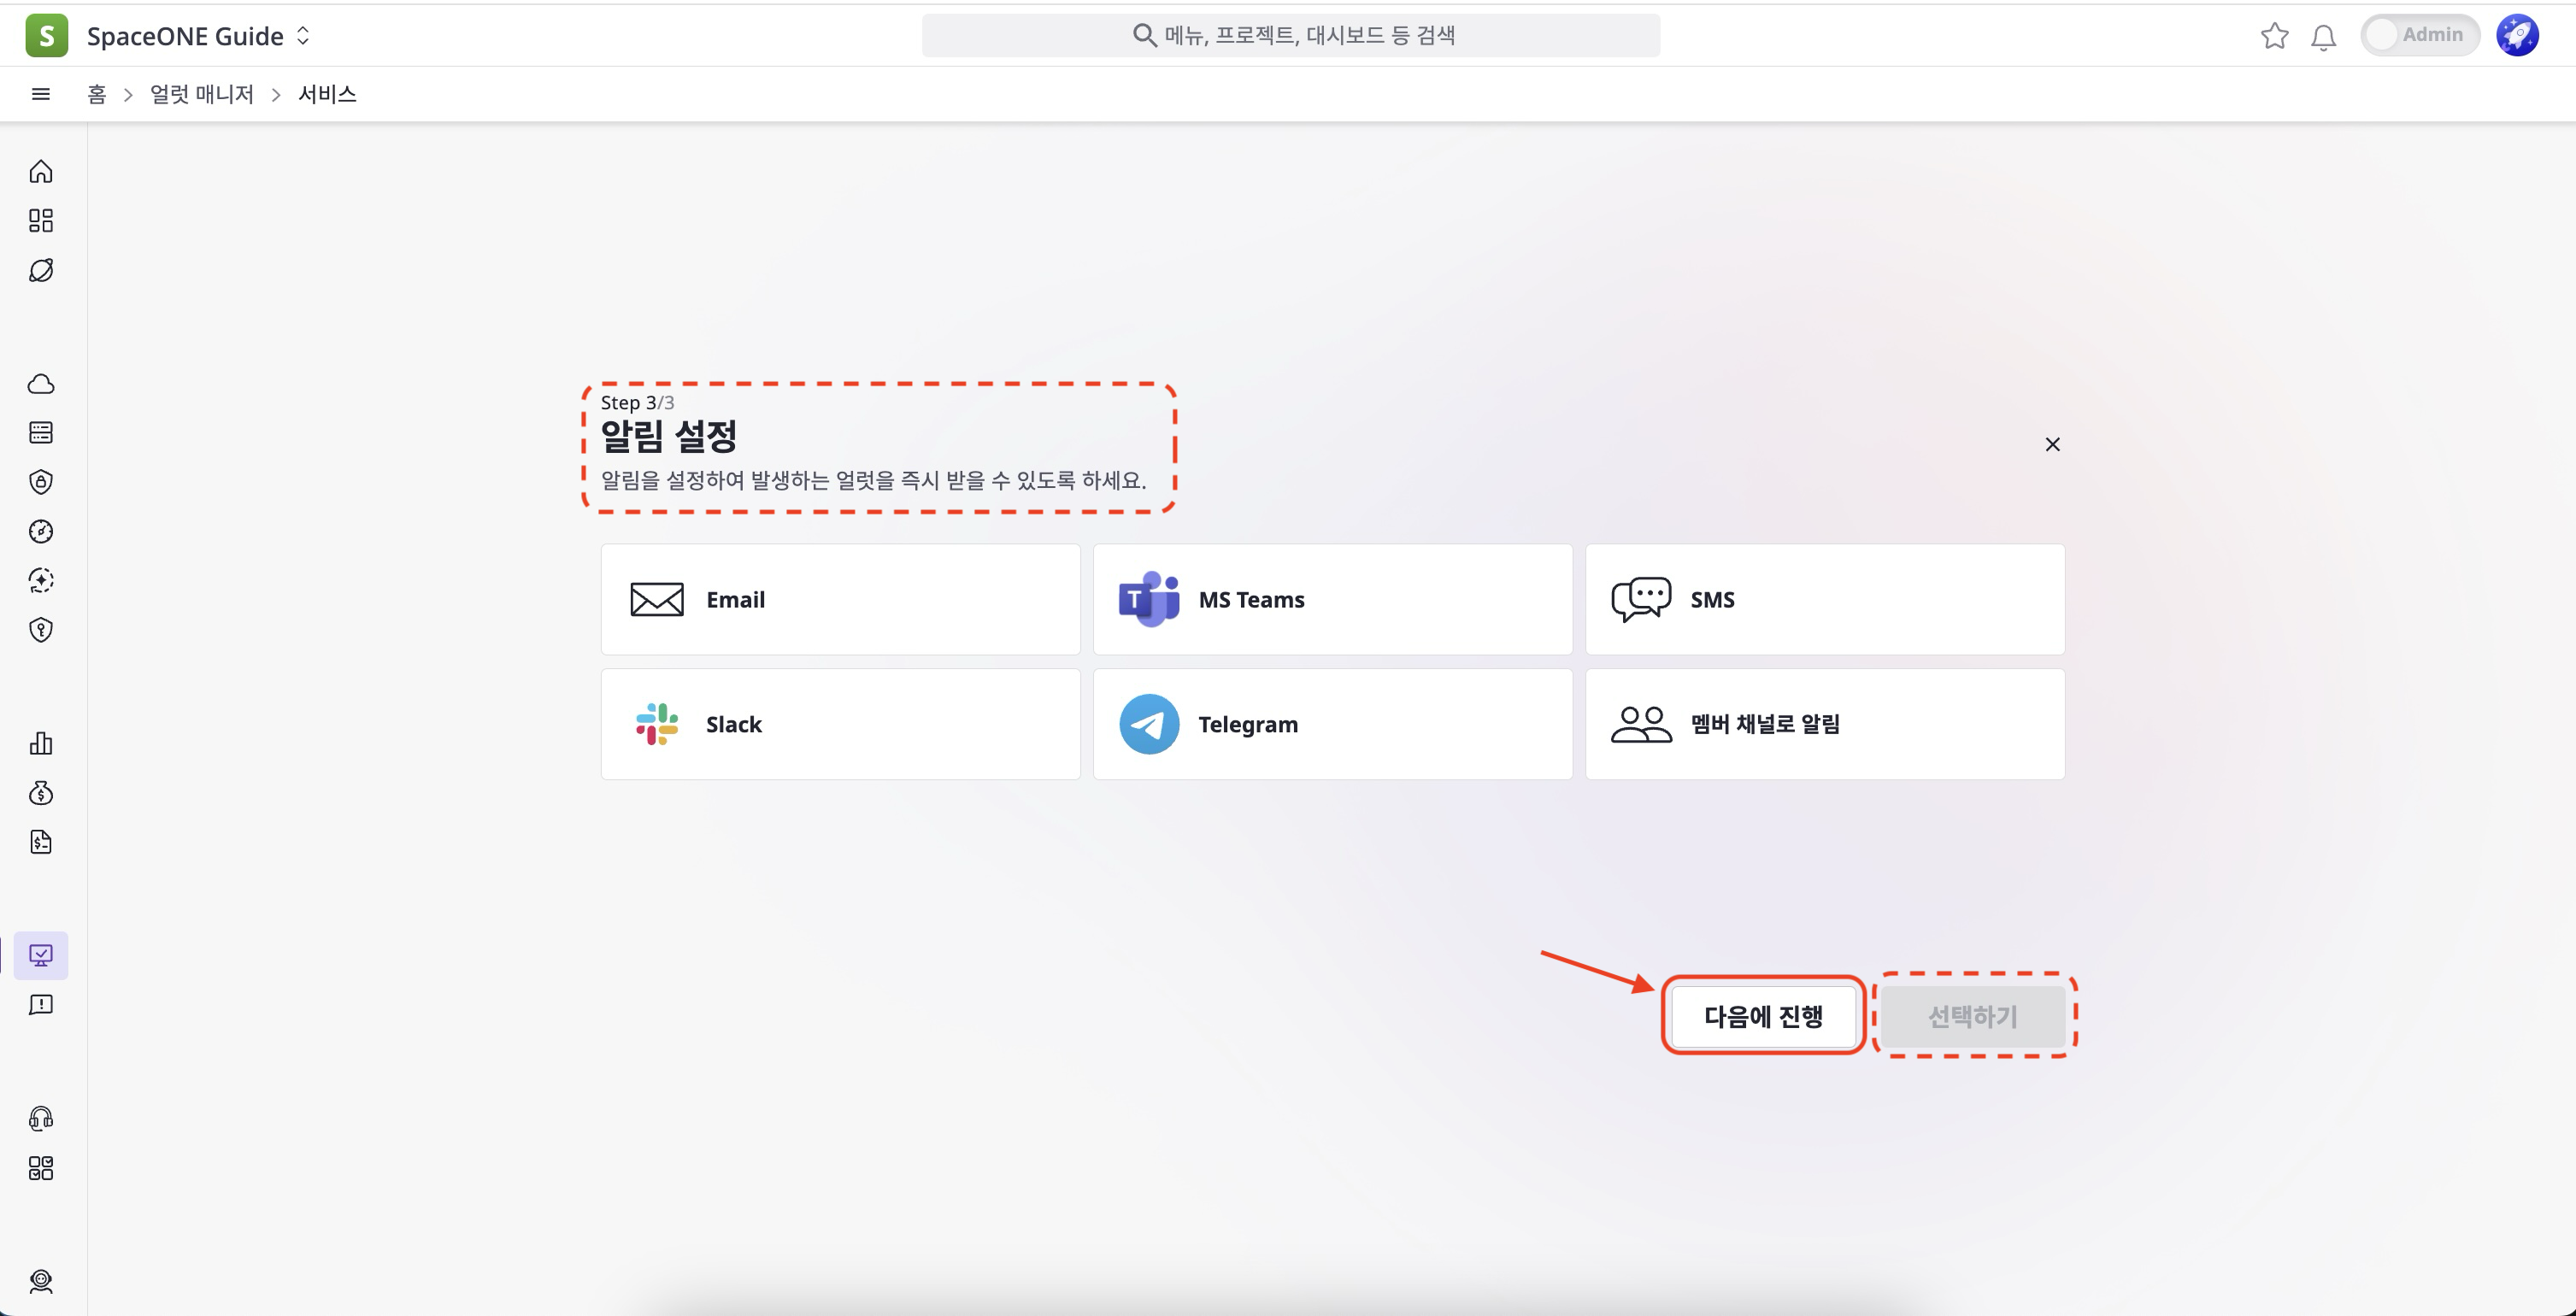 S SpaceONE Guide
메뉴, 프로젝트, 대시보드 등 검색
Admin
홈 > 얼럿 매니저 > 서비스
Step 3/3
알림 설정
알림을 설정하여 발생하는 얼럿을 즉시 받을 수 있도록 하세요.
Email
T MS Teams
SMS
Slack
Telegram
멤버 채널로 알림
다음에 진행
선택하기